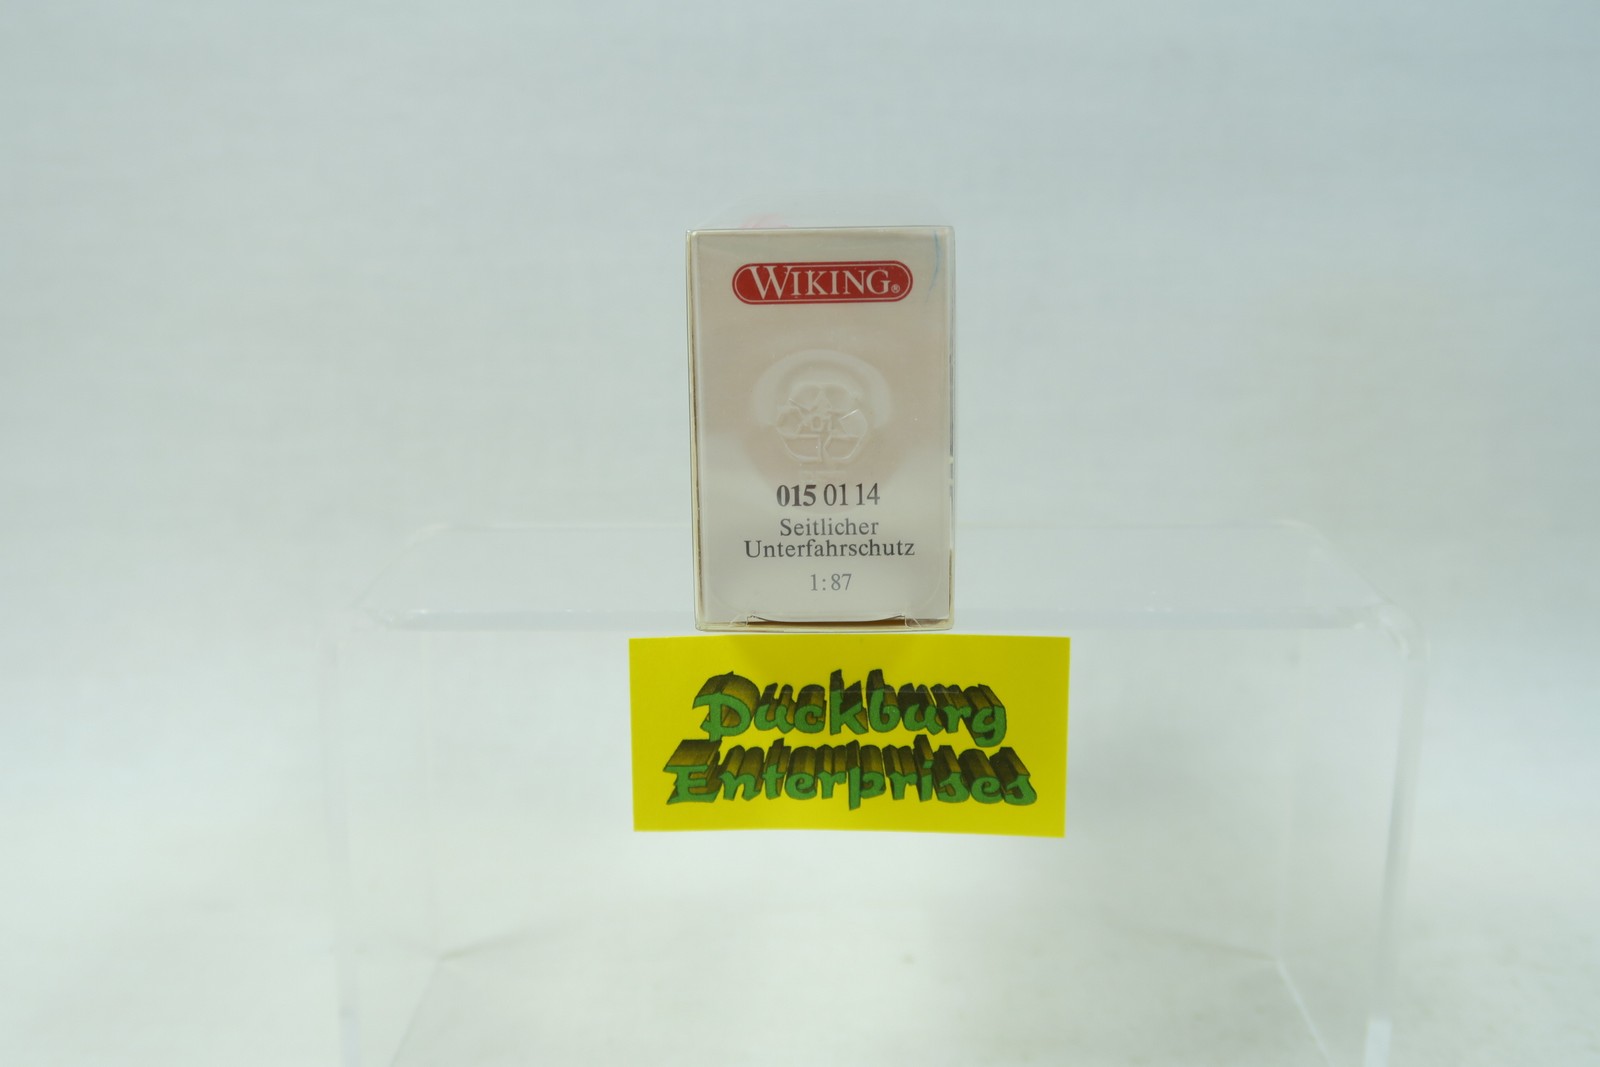 WIKING®
015 01 14
Seitlicher
Unterfahrschutz
1:87
Duckburg
Enterprises